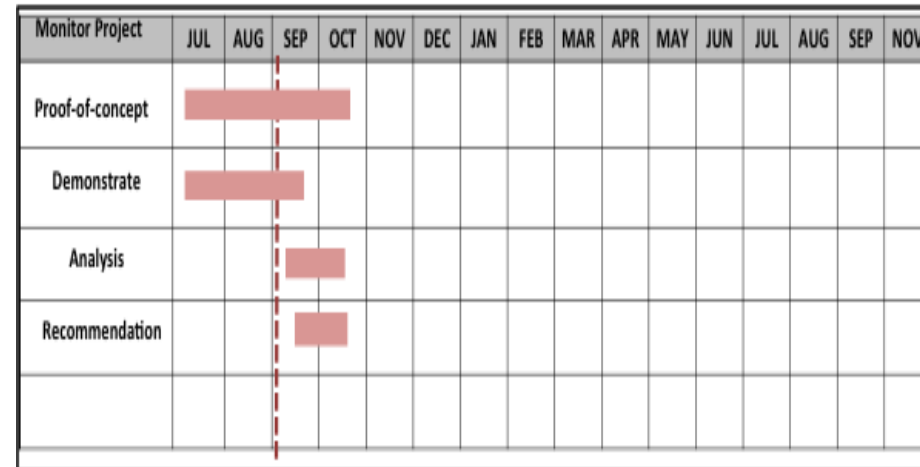 Monitor Project
JUL AUG SEP OCT NOV DEC JAN FEB MAR APR MAY JUN JUL AUG SEP NOV
Proof-of-concept
Demonstrate
Analysis
Recommendation